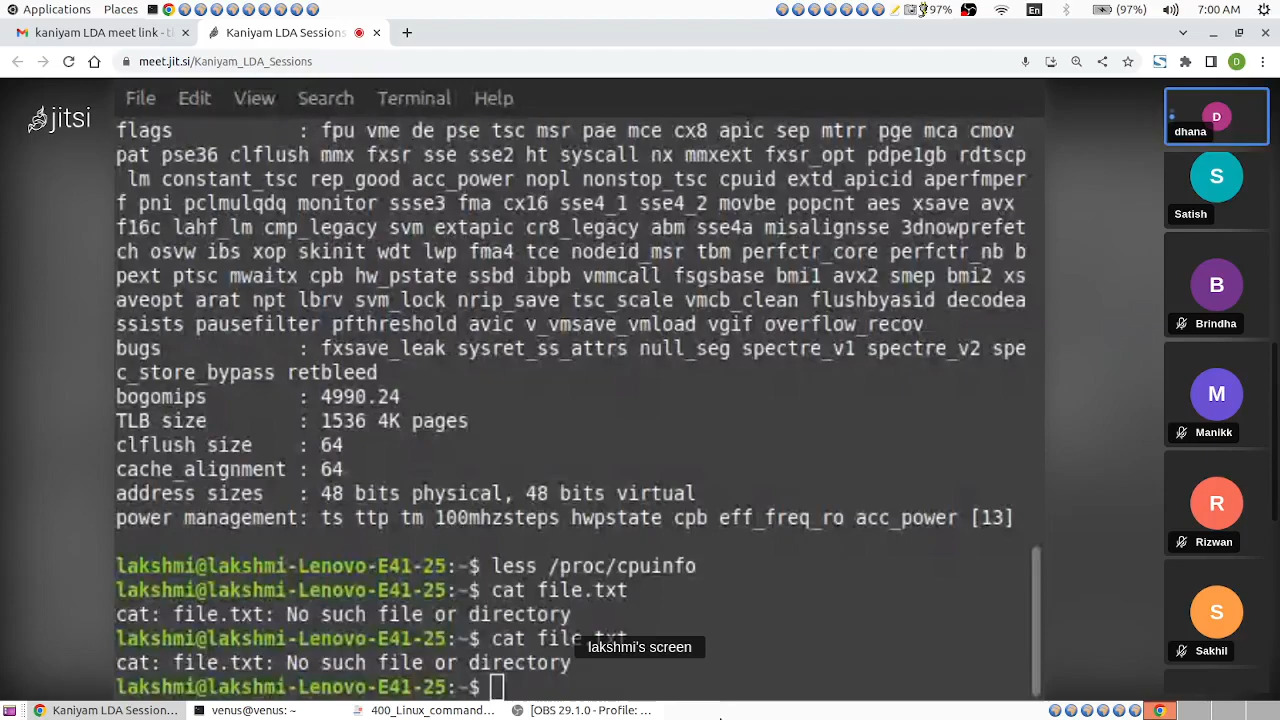 Applications Places 97% En (97%) 7:00 AM
kaniyam LDA meet link - tl Kaniyam LDA Sessions
meet.jit.si/Kaniyam_LDA_Sessions D
jitsi
File Edit View Search Terminal Help
flags : fpu vme de pse tsc msr pae mce cx8 apic sep mtrr pge mca cmov
pat pse36 clflush mmx fxsr sse sse2 ht syscall nx mmxext fxsr_opt pdpe1gb rdtscp
lm constant_tsc rep_good acc_power nopl nonstop_tsc cpuid extd_apicid aperfmper
f pni pclmulqdq monitor ssse3 fma cx16 sse4_1 sse4_2 movbe popcnt aes xsave avx
f16c lahf_lm cmp_legacy svm extapic cr8_legacy abm sse4a misalignsse 3dnowprefet
ch osvw ibs xop skinit wdt lwp fma4 tce nodeid_msr tbm perfctr_core perfctr_nb b
pext ptsc mwaitx cpb hw_pstate ssbd ibpb vmmcall fsgsbase bmi1 avx2 smep bmi2 xs
aveopt arat npt lbrv svm_lock nrip_save tsc_scale vmcb_clean flushbyasid decodea
ssists pausefilter pfthreshold avic v_vmsave_vmload vgif overflow_recov
bugs : fxsave_leak sysret_ss_attrs null_seg spectre_v1 spectre_v2 spe
c_store_bypass retbleed
bogomips : 4990.24
TLB size : 1536 4K pages
clflush size : 64
cache_alignment : 64
address sizes : 48 bits physical, 48 bits virtual
power management: ts ttp tm 100mhzsteps hwpstate cpb eff_freq_ro acc_power [13]
lakshmi@lakshmi-Lenovo-E41-25:~$ less /proc/cpuinfo
lakshmi@lakshmi-Lenovo-E41-25:~$ cat file.txt
cat: file.txt: No such file or directory
lakshmi@lakshmi-Lenovo-E41-25:~$ cat file.txt
cat: file.txt: No such file or directory
lakshmi@lakshmi-Lenovo-E41-25:~$
lakshmi's screen
D
dhana
S
Satish
B
Brindha
M
Manikk
R
Rizwan
S
Sakhil
Kaniyam LDA Session... venus@venus: ~ 400_Linux_command... [OBS 29.1.0 - Profile: ...